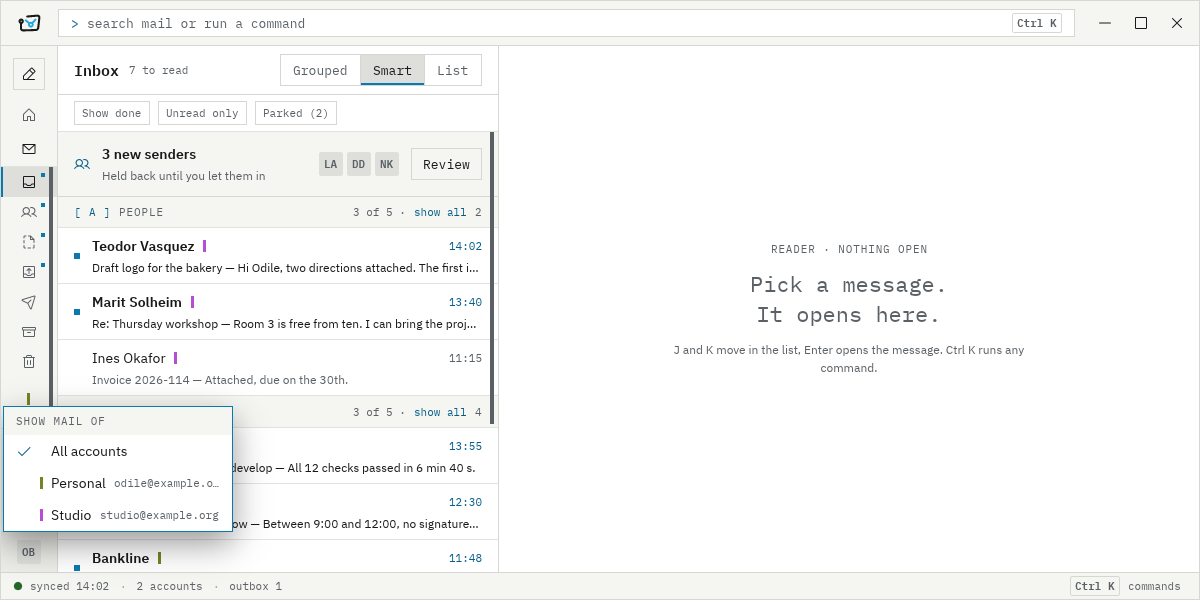 > search mail or run a command Ctrl K
Inbox 7 to read Grouped Smart List
Show done Unread only Parked (2)
3 new senders
Held back until you let them in
LA DD NK Review
[ A ] PEOPLE 3 of 5 · show all 2
Teodor Vasquez 14:02
Draft logo for the bakery — Hi Odile, two directions attached. The first i…
Marit Solheim 13:40
Re: Thursday workshop — Room 3 is free from ten. I can bring the proj…
Ines Okafor 11:15
Invoice 2026-114 — Attached, due on the 30th.
3 of 5 · show all 4
13:55
develop — All 12 checks passed in 6 min 40 s.
12:30
ow — Between 9:00 and 12:00, no signature…
Bankline 11:48
SHOW MAIL OF
All accounts
Personal odile@example.o…
Studio studio@example.org
OB
READER · NOTHING OPEN
Pick a message.
It opens here.
J and K move in the list, Enter opens the message. Ctrl K runs any
command.
synced 14:02 · 2 accounts · outbox 1 Ctrl K commands